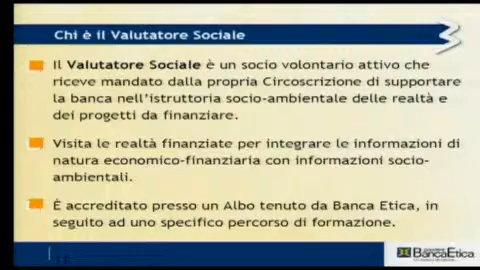 Chi è il Valutatore Sociale
Il Valutatore Sociale è un socio volontario attivo che
riceve mandato dalla propria Circoscrizione di supportare
la banca nell'istruttoria socio-ambientale delle realtà e
dei progetti da finanziare.
Visita le realtà finanziate per integrare le informazioni di
natura economico-finanziaria con informazioni socio-
ambientali.
È accreditato presso un Albo tenuto da Banca Etica, in
seguito ad uno specifico percorso di formazione.
BancaEtica